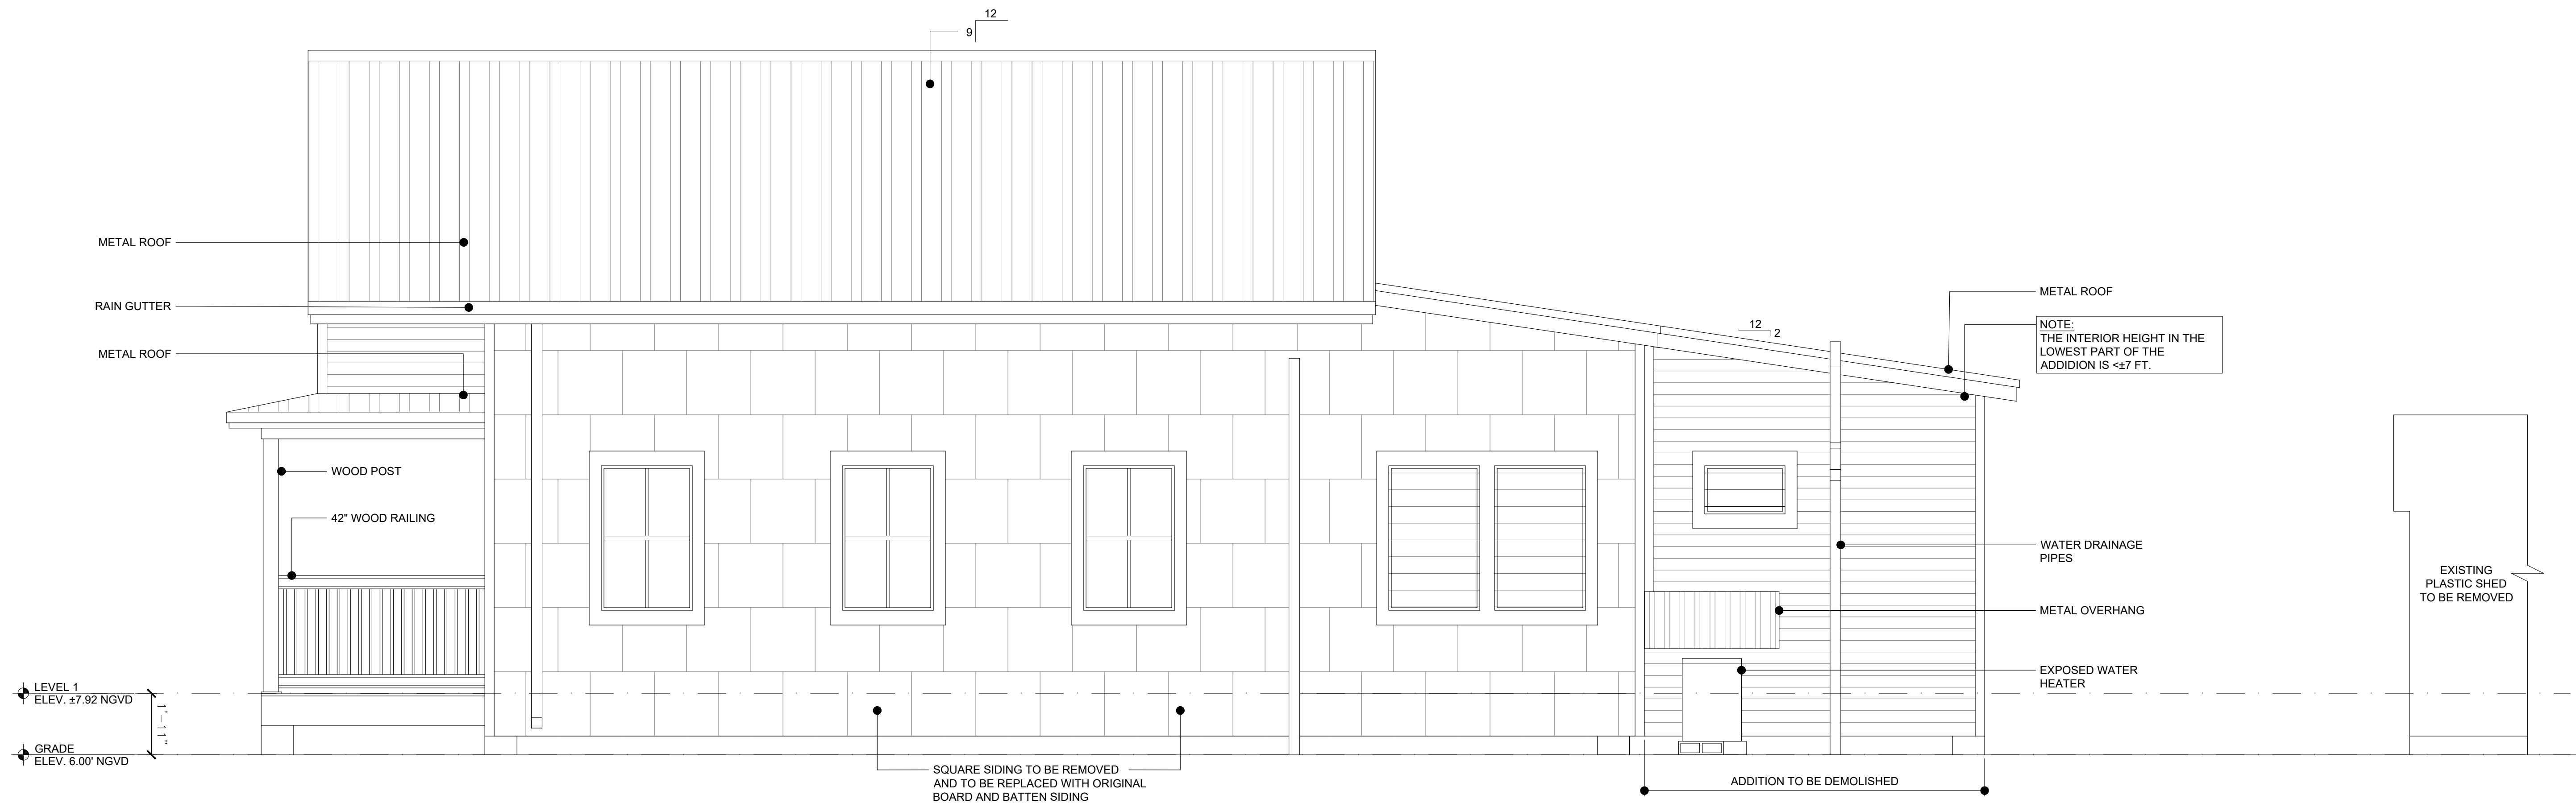 12
9
METAL ROOF
RAIN GUTTER
METAL ROOF
WOOD POST
42" WOOD RAILING
LEVEL 1
ELEV. ±7.92 NGVD
1'-11"
GRADE
ELEV. 6.00' NGVD
SQUARE SIDING TO BE REMOVED
AND TO BE REPLACED WITH ORIGINAL
BOARD AND BATTEN SIDING
12
2
METAL ROOF
NOTE:
THE INTERIOR HEIGHT IN THE
LOWEST PART OF THE
ADDIDION IS <±7 FT.
WATER DRAINAGE
PIPES
METAL OVERHANG
EXPOSED WATER
HEATER
ADDITION TO BE DEMOLISHED
EXISTING
PLASTIC SHED
TO BE REMOVED